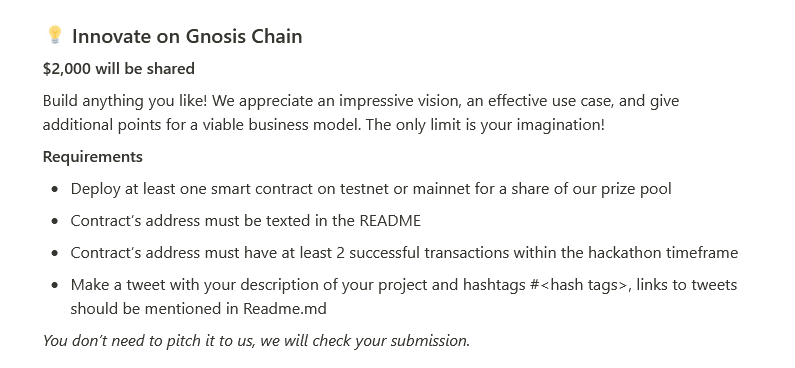 💡 Innovate on Gnosis Chain
$2,000 will be shared
Build anything you like! We appreciate an impressive vision, an effective use case, and give
additional points for a viable business model. The only limit is your imagination!
Requirements
• Deploy at least one smart contract on testnet or mainnet for a share of our prize pool
• Contract’s address must be texted in the README
• Contract’s address must have at least 2 successful transactions within the hackathon timeframe
• Make a tweet with your description of your project and hashtags #<hash tags>, links to tweets
should be mentioned in Readme.md
You don’t need to pitch it to us, we will check your submission.